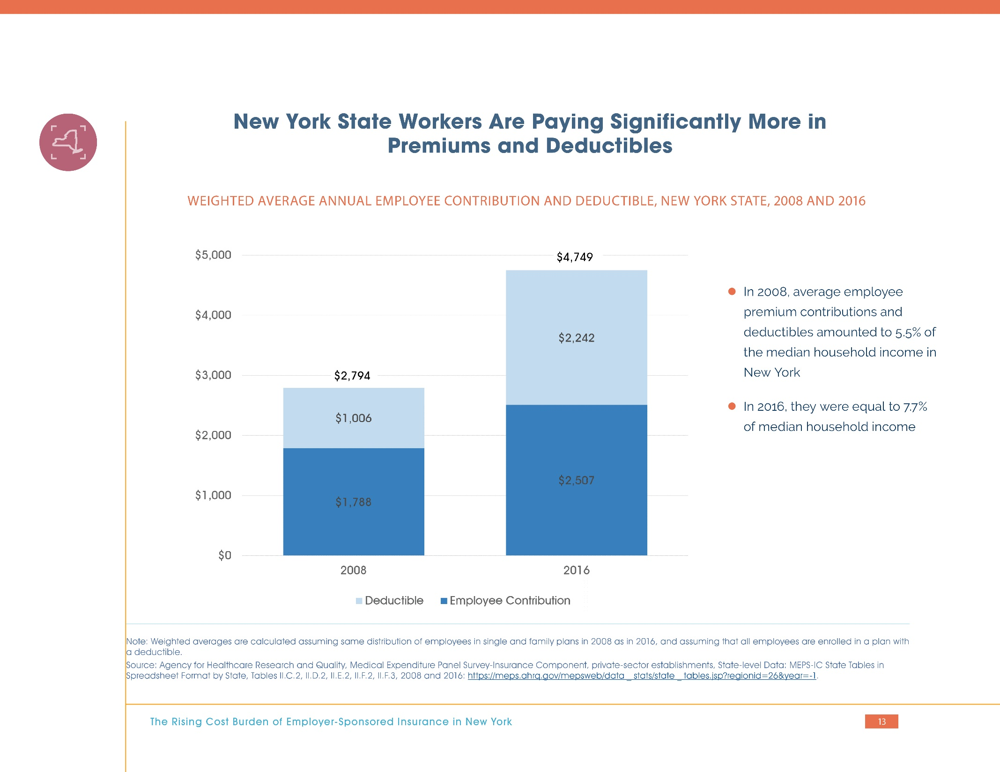 New York State Workers Are Paying Significantly More in
Premiums and Deductibles
WEIGHTED AVERAGE ANNUAL EMPLOYEE CONTRIBUTION AND DEDUCTIBLE, NEW YORK STATE, 2008 AND 2016
$5,000
$4,000
$3,000
$2,000
$1,000
$0
$2,794
$1,006
$1,788
$4,749
$2,242
$2,507
2008
2016
Deductible
Employee Contribution
In 2008, average employee
premium contributions and
deductibles amounted to 5.5% of
the median household income in
New York
In 2016, they were equal to 7.7%
of median household income
Note: Weighted averages are calculated assuming same distribution of employees in single and family plans in 2008 as in 2016, and assuming that all employees are enrolled in a plan with
a deductible.
Source: Agency for Healthcare Research and Quality, Medical Expenditure Panel Survey-Insurance Component, private-sector establishments, State-level Data: MEPS-IC State Tables in
Spreadsheet Format by State, Tables II.C.2, II.D.2, II.E.2, II.F.2, II.F.3, 2008 and 2016: https://meps.ahrq.gov/mepsweb/data_stats/state_tables.jsp?regionid=26&year=-1.
The Rising Cost Burden of Employer-Sponsored Insurance in New York
13